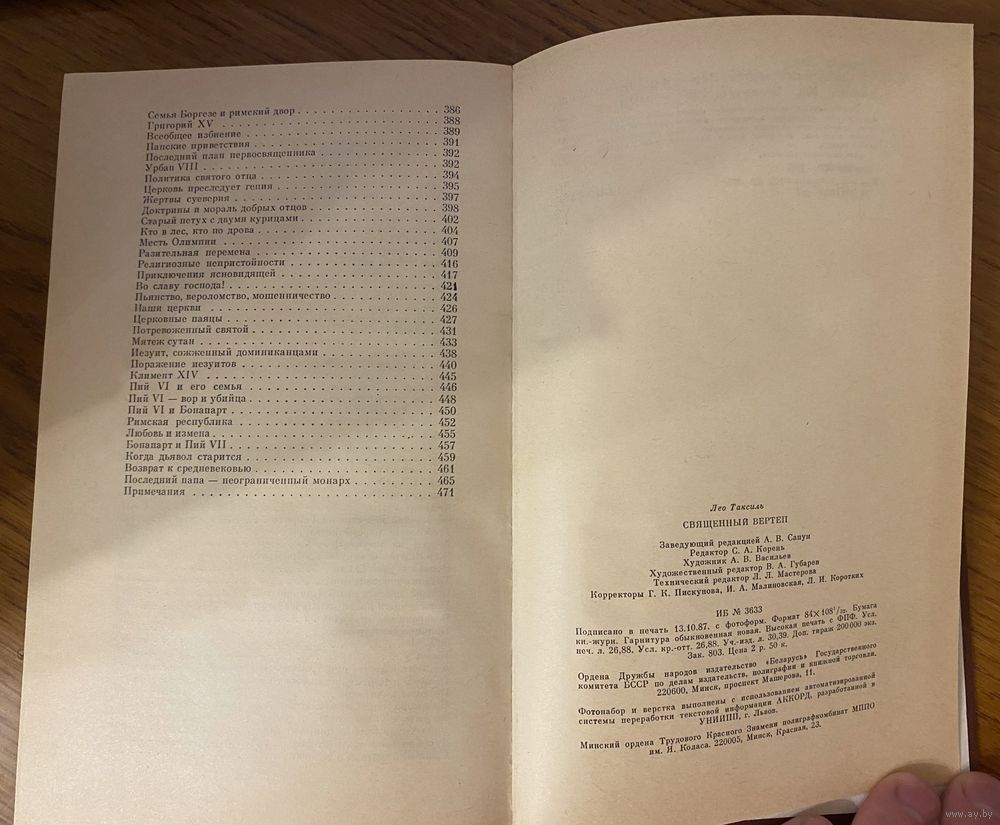 Семья Боргезе и римский двор . . . 386
Григорий XV . . . 388
Всеобщее избиение . . . 389
Папские приветствия . . . 391
Последний план первосвященника . . . 392
Урбан VIII . . . 392
Политика святого отца . . . 394
Церковь преследует гения . . . 395
Жертвы суеверия . . . 397
Доктрины и мораль добрых отцов . . . 398
Старый петух с двумя курицами . . . 402
Кто в лес, кто по дрова . . . 404
Месть Олимпии . . . 407
Разительная перемена . . . 409
Религиозные непристойности . . . 416
Приключения ясновидящей . . . 417
Во славу господа! . . . 421
Пьянство, вероломство, мошенничество . . . 424
Наши церкви . . . 426
Церковные паяцы . . . 427
Потревоженный святой . . . 431
Мятеж сутан . . . 433
Иезуит, сожженный доминиканцами . . . 438
Поражение иезуитов . . . 440
Климент XIV . . . 445
Пий VI и его семья . . . 446
Пий VI — вор и убийца . . . 448
Пий VI и Бонапарт . . . 450
Римская республика . . . 452
Любовь и измена . . . 455
Бонапарт и Пий VII . . . 457
Когда дьявол старится . . . 459
Возврат к средневековью . . . 461
Последний папа — неограниченный монарх . . . 465
Примечания . . . 471
Лео Таксиль
СВЯЩЕННЫЙ ВЕРТЕП
Заведующий редакцией А. В. Сапун
Редактор С. А. Корень
Художник А. В. Васильев
Художественный редактор В. А. Губарев
Технический редактор Л. Л. Мастерова
Корректоры Г. К. Пискунова, И. А. Малиновская, Л. И. Коротких
ИБ № 3633
Подписано в печать 13.10.87. с фотоформ. Формат 84×108¹/₃₂. Бумага
кн.-журн. Гарнитура обыкновенная новая. Высокая печать с ФПФ. Усл.
печ. л. 26,88. Усл. кр.-отт. 26,88. Уч.-изд. л. 30,39. Доп. тираж 200 000 экз.
Зак. 803. Цена 2 р. 50 к.
Ордена Дружбы народов издательство «Беларусь» Государственного
комитета БССР по делам издательств, полиграфии и книжной торговли.
220600, Минск, проспект Машерова, 11.
Фотонабор и верстка выполнены с использованием автоматизированной
системы переработки текстовой информации АККОРД, разработанной в
УНИИПП, г. Львов.
Минский ордена Трудового Красного Знамени полиграфкомбинат МППО
им. Я. Коласа. 220005, Минск, Красная, 23.
www.ay.by